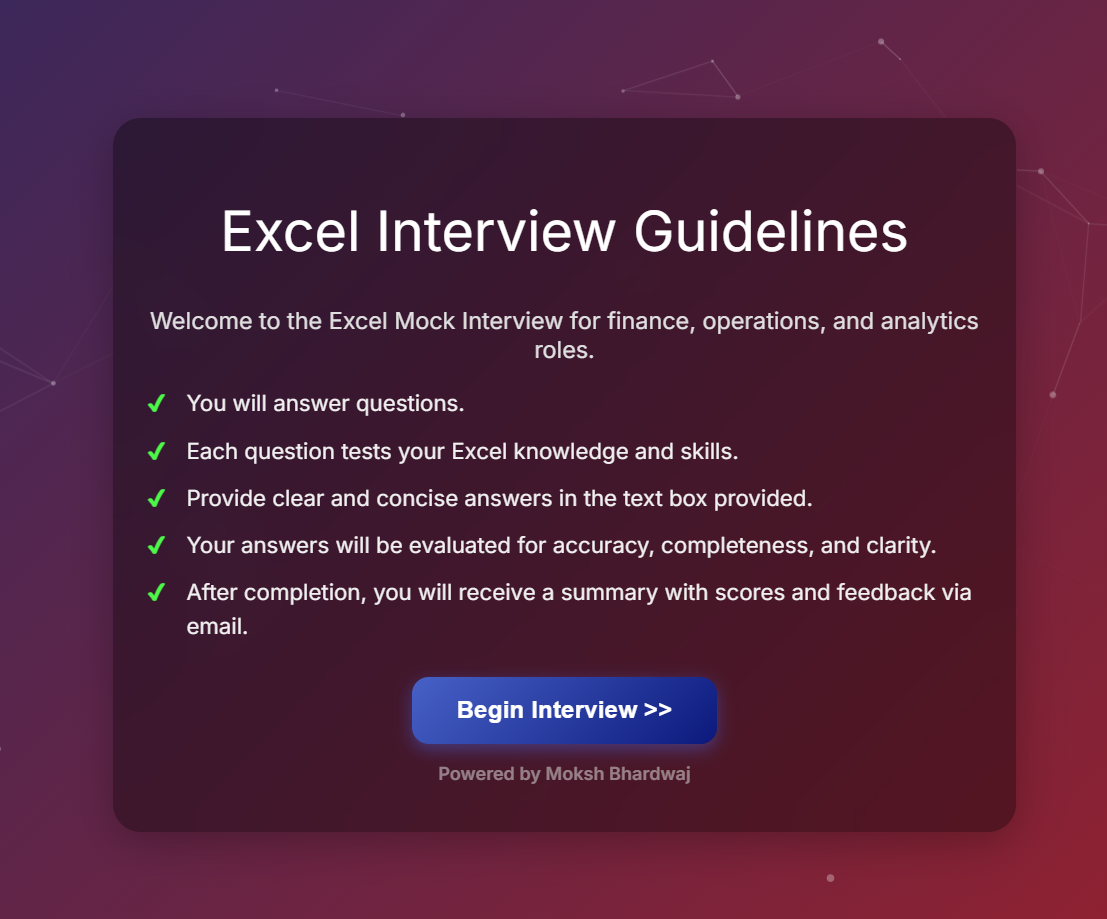 Excel Interview Guidelines
Welcome to the Excel Mock Interview for finance, operations, and analytics
roles.
✔ You will answer questions.
✔ Each question tests your Excel knowledge and skills.
✔ Provide clear and concise answers in the text box provided.
✔ Your answers will be evaluated for accuracy, completeness, and clarity.
✔ After completion, you will receive a summary with scores and feedback via
email.
Begin Interview >>
Powered by Moksh Bhardwaj